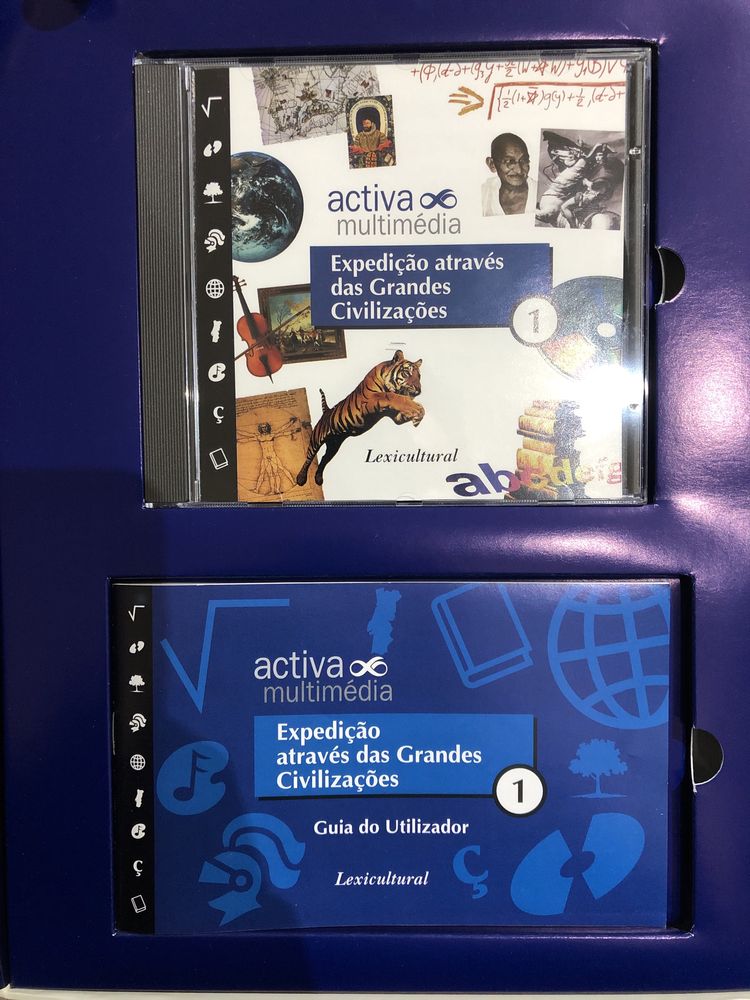 activa
multimédia
Expedição através
das Grandes
Civilizações
1
Lexicultural
ç
activa
multimédia
Expedição
através das Grandes
Civilizações
1
Guia do Utilizador
Lexicultural
ç
ç